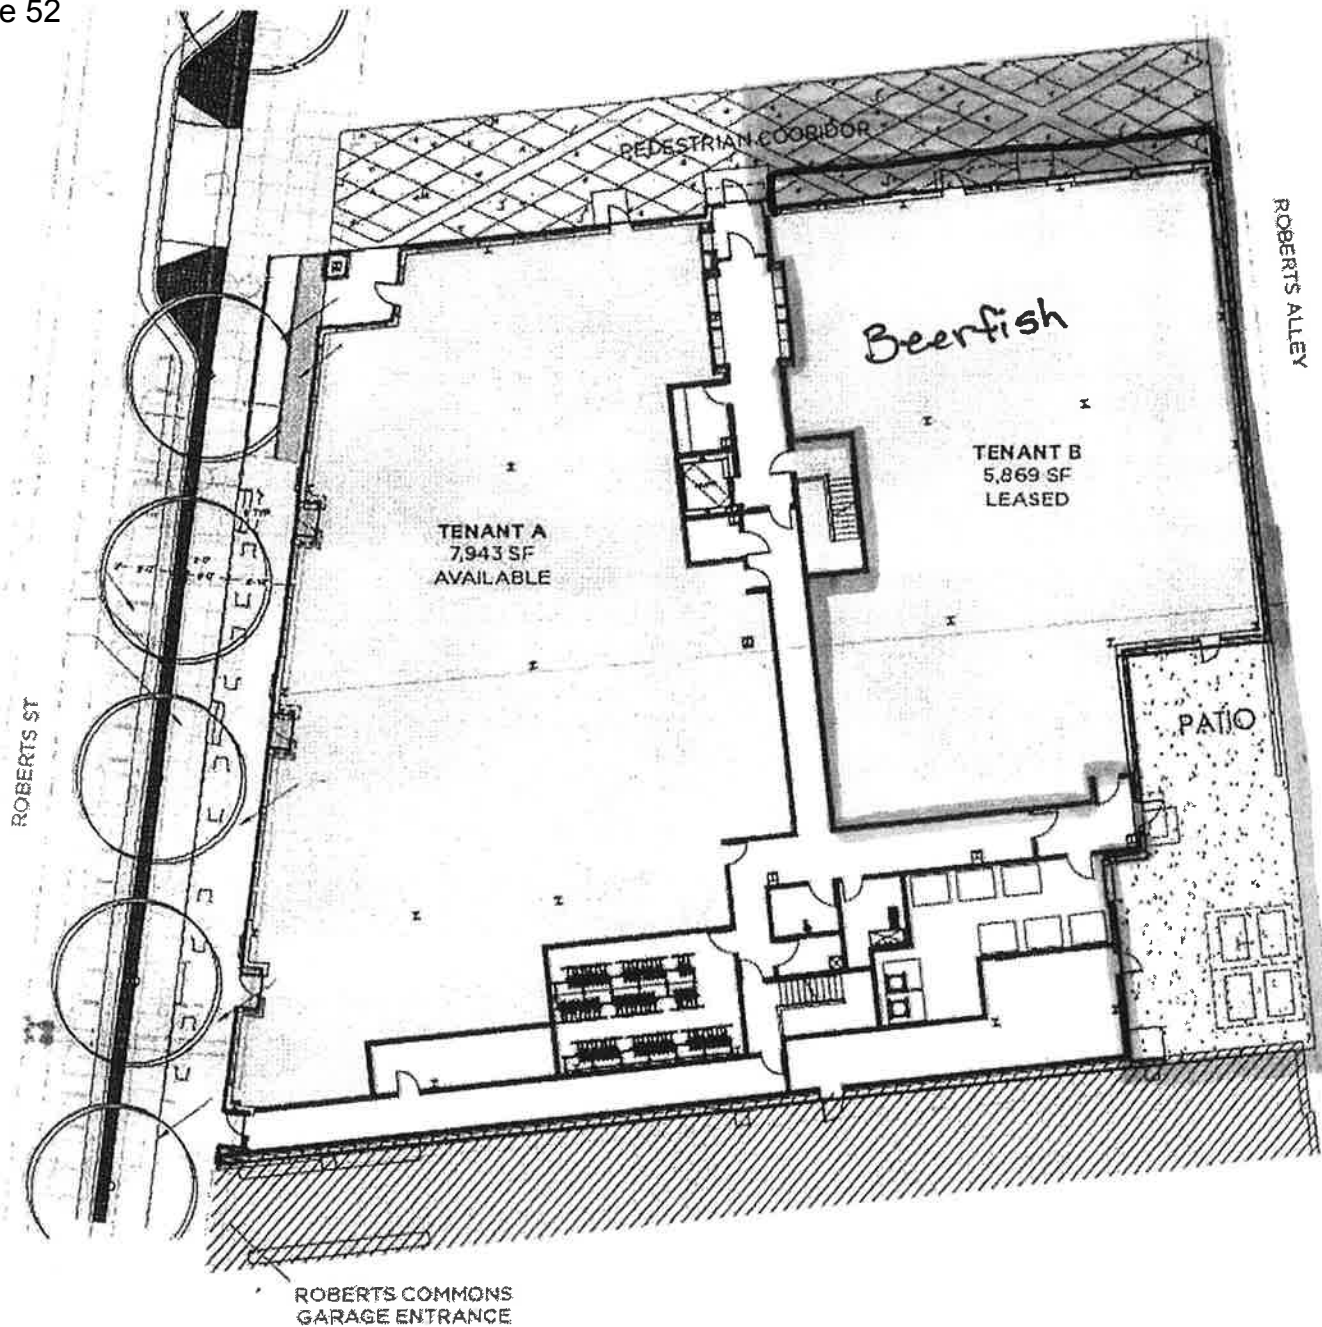 e 52
PEDESTRIAN COORIDOR
ROBERTS ALLEY
Beerfish
TENANT B
5,869 SF
LEASED
TENANT A
7,943 SF
AVAILABLE
PATIO
ROBERTS ST
ROBERTS COMMONS
GARAGE ENTRANCE